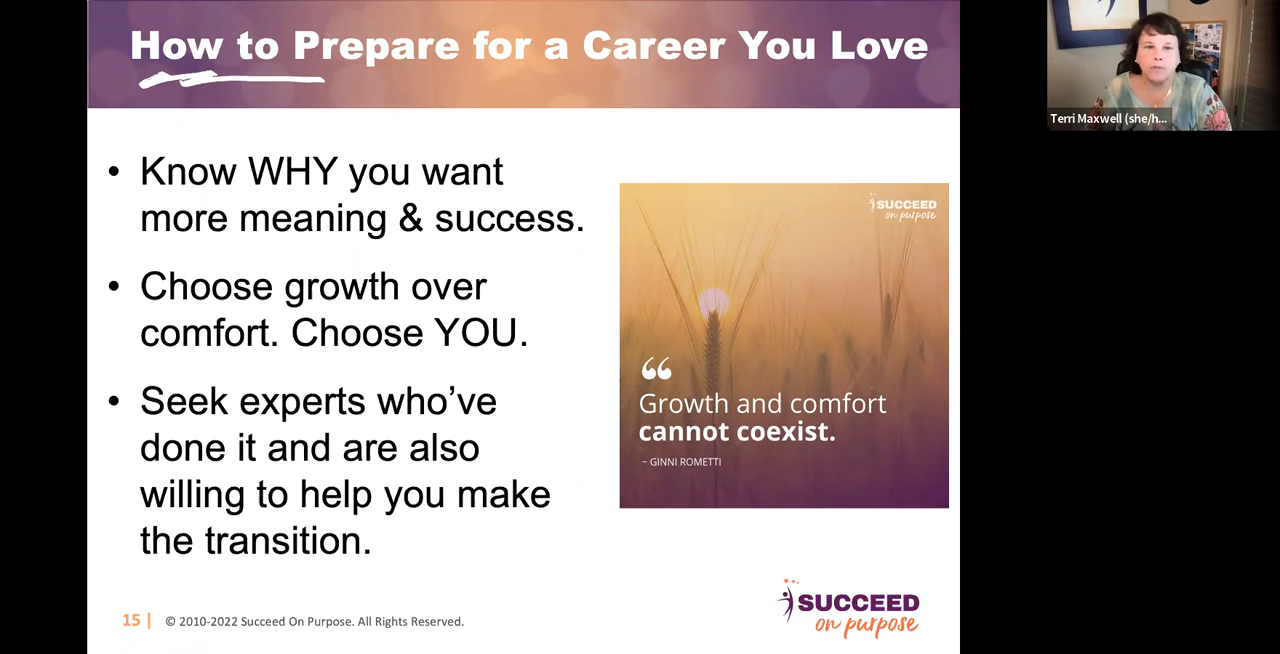 How to Prepare for a Career You Love
• Know WHY you want
more meaning & success.
• Choose growth over
comfort. Choose YOU.
• Seek experts who’ve
done it and are also
willing to help you make
the transition.
SUCCEED
on purpose
“
Growth and comfort
cannot coexist.
~ GINNI ROMETTI
15 | © 2010-2022 Succeed On Purpose. All Rights Reserved.
SUCCEED
on purpose
Terri Maxwell (she/h...